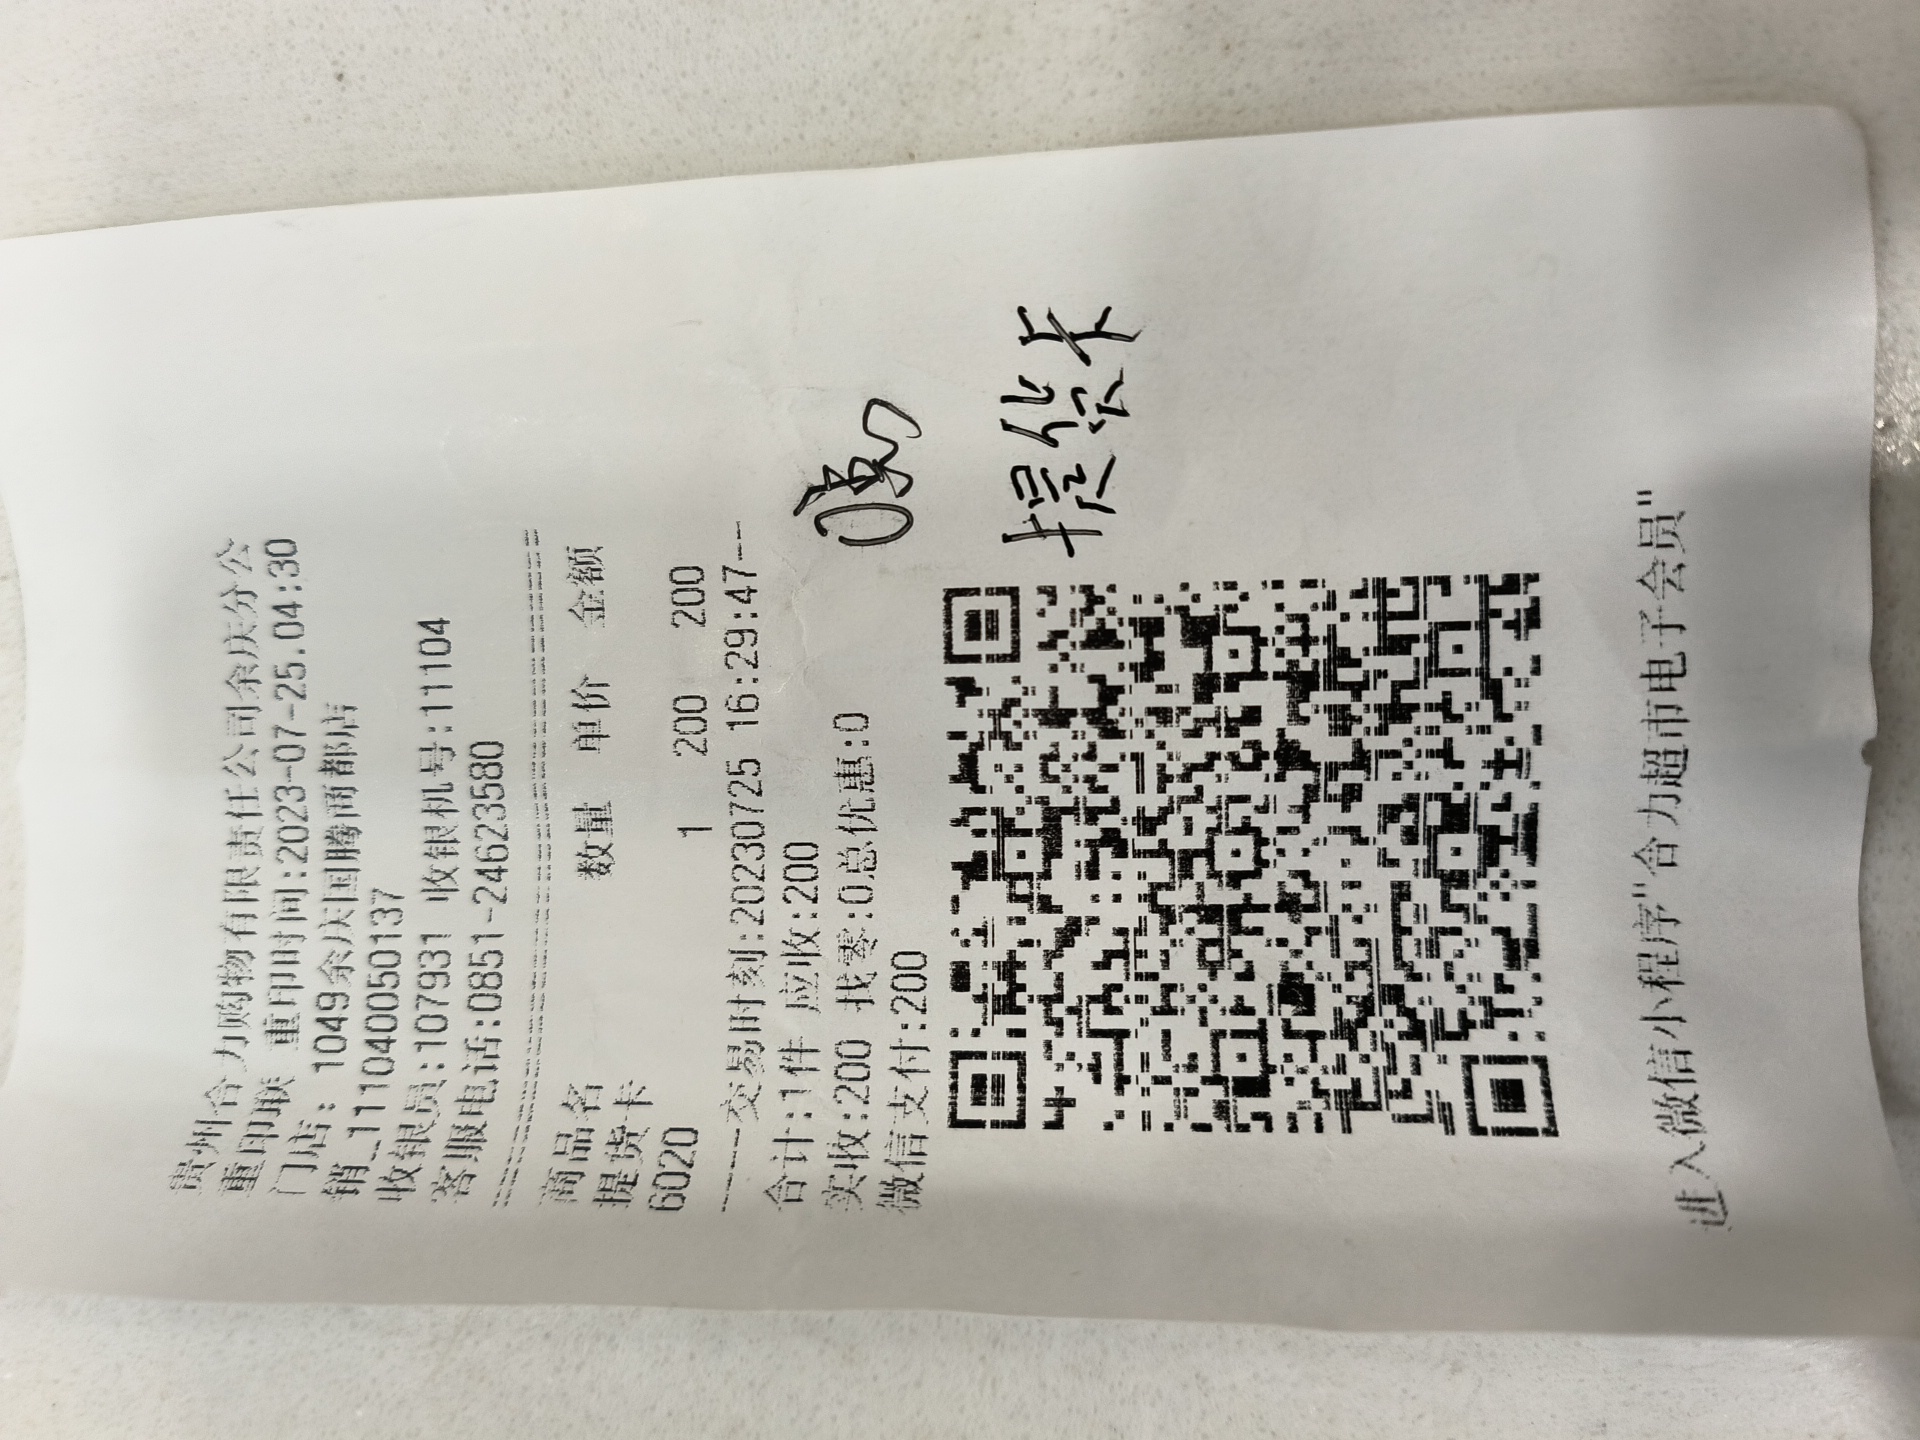 贵州合力购物有限责任公司余庆分公
重印联 重印时间:2023-07-25.04:30
门店: 1049余庆国腾商都店
销_111040050137
收银员:107931 收银机号:11104
客服电话:0851-24623580
商品名 数量 单价 金额
提货卡
6020 1 200 200
----交易时刻:20230725 16:29:47--
合计:1件 应收:200
实收:200 找零:0总优惠:0
微信支付:200
提货卡
进入微信小程序"合力超市电子会员"